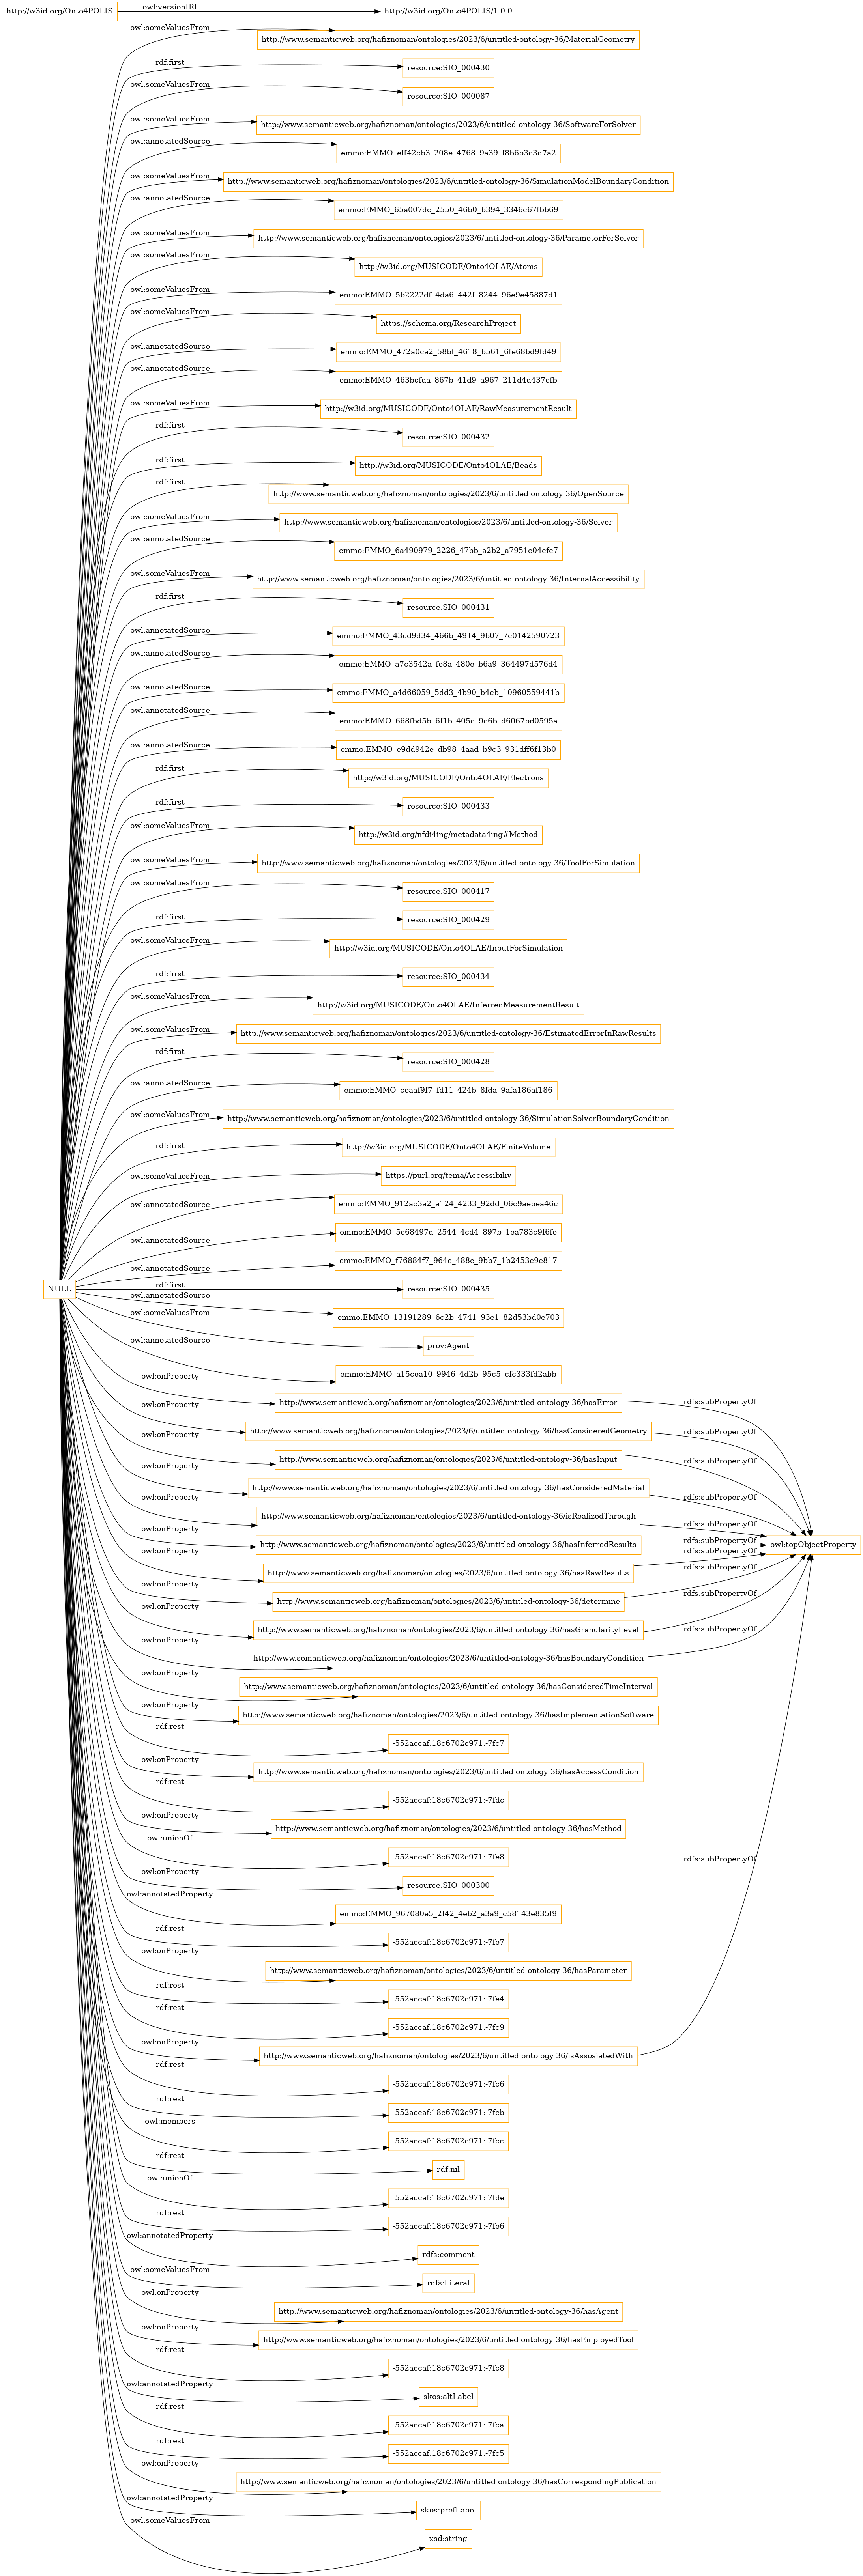 http://w3id.org/Onto4POLIS
owl:versionIRI
http://w3id.org/Onto4POLIS/1.0.0
owl:someValuesFrom
http://www.semanticweb.org/hafiznoman/ontologies/2023/6/untitled-ontology-36/MaterialGeometry
rdf:first
resource:SIO_000430
owl:someValuesFrom
resource:SIO_000087
owl:someValuesFrom
http://www.semanticweb.org/hafiznoman/ontologies/2023/6/untitled-ontology-36/SoftwareForSolver
owl:annotatedSource
emmo:EMMO_eff42cb3_208e_4768_9a39_f8b6b3c3d7a2
owl:someValuesFrom
http://www.semanticweb.org/hafiznoman/ontologies/2023/6/untitled-ontology-36/SimulationModelBoundaryCondition
owl:annotatedSource
emmo:EMMO_65a007dc_2550_46b0_b394_3346c67fbb69
owl:someValuesFrom
http://www.semanticweb.org/hafiznoman/ontologies/2023/6/untitled-ontology-36/ParameterForSolver
owl:someValuesFrom
http://w3id.org/MUSICODE/Onto4OLAE/Atoms
owl:someValuesFrom
emmo:EMMO_5b2222df_4da6_442f_8244_96e9e45887d1
owl:someValuesFrom
https://schema.org/ResearchProject
owl:annotatedSource
emmo:EMMO_472a0ca2_58bf_4618_b561_6fe68bd9fd49
owl:annotatedSource
emmo:EMMO_463bcfda_867b_41d9_a967_211d4d437cfb
owl:someValuesFrom
http://w3id.org/MUSICODE/Onto4OLAE/RawMeasurementResult
rdf:first
resource:SIO_000432
rdf:first
http://w3id.org/MUSICODE/Onto4OLAE/Beads
rdf:first
http://www.semanticweb.org/hafiznoman/ontologies/2023/6/untitled-ontology-36/OpenSource
owl:someValuesFrom
http://www.semanticweb.org/hafiznoman/ontologies/2023/6/untitled-ontology-36/Solver
owl:annotatedSource
emmo:EMMO_6a490979_2226_47bb_a2b2_a7951c04cfc7
owl:someValuesFrom
http://www.semanticweb.org/hafiznoman/ontologies/2023/6/untitled-ontology-36/InternalAccessibility
rdf:first
resource:SIO_000431
owl:annotatedSource
emmo:EMMO_43cd9d34_466b_4914_9b07_7c0142590723
owl:annotatedSource
emmo:EMMO_a7c3542a_fe8a_480e_b6a9_364497d576d4
owl:annotatedSource
emmo:EMMO_a4d66059_5dd3_4b90_b4cb_10960559441b
owl:annotatedSource
emmo:EMMO_668fbd5b_6f1b_405c_9c6b_d6067bd0595a
owl:annotatedSource
emmo:EMMO_e9dd942e_db98_4aad_b9c3_931dff6f13b0
rdf:first
http://w3id.org/MUSICODE/Onto4OLAE/Electrons
rdf:first
resource:SIO_000433
owl:someValuesFrom
http://w3id.org/nfdi4ing/metadata4ing#Method
owl:someValuesFrom
http://www.semanticweb.org/hafiznoman/ontologies/2023/6/untitled-ontology-36/ToolForSimulation
owl:someValuesFrom
resource:SIO_000417
rdf:first
resource:SIO_000429
owl:someValuesFrom
http://w3id.org/MUSICODE/Onto4OLAE/InputForSimulation
rdf:first
resource:SIO_000434
owl:someValuesFrom
http://w3id.org/MUSICODE/Onto4OLAE/InferredMeasurementResult
owl:someValuesFrom
http://www.semanticweb.org/hafiznoman/ontologies/2023/6/untitled-ontology-36/EstimatedErrorInRawResults
rdf:first
resource:SIO_000428
owl:annotatedSource
emmo:EMMO_ceaaf9f7_fd11_424b_8fda_9afa186af186
owl:someValuesFrom
http://www.semanticweb.org/hafiznoman/ontologies/2023/6/untitled-ontology-36/SimulationSolverBoundaryCondition
rdf:first
http://w3id.org/MUSICODE/Onto4OLAE/FiniteVolume
owl:someValuesFrom
https://purl.org/tema/Accessibiliy
owl:annotatedSource
emmo:EMMO_912ac3a2_a124_4233_92dd_06c9aebea46c
owl:annotatedSource
emmo:EMMO_5c68497d_2544_4cd4_897b_1ea783c9f6fe
owl:annotatedSource
emmo:EMMO_f76884f7_964e_488e_9bb7_1b2453e9e817
NULL
rdf:first
resource:SIO_000435
owl:annotatedSource
emmo:EMMO_13191289_6c2b_4741_93e1_82d53bd0e703
owl:someValuesFrom
prov:Agent
owl:annotatedSource
emmo:EMMO_a15cea10_9946_4d2b_95c5_cfc333fd2abb
owl:onProperty
http://www.semanticweb.org/hafiznoman/ontologies/2023/6/untitled-ontology-36/hasError
rdfs:subPropertyOf
owl:onProperty
http://www.semanticweb.org/hafiznoman/ontologies/2023/6/untitled-ontology-36/hasConsideredGeometry
rdfs:subPropertyOf
owl:onProperty
http://www.semanticweb.org/hafiznoman/ontologies/2023/6/untitled-ontology-36/hasInput
rdfs:subPropertyOf
owl:onProperty
http://www.semanticweb.org/hafiznoman/ontologies/2023/6/untitled-ontology-36/hasConsideredMaterial
rdfs:subPropertyOf
owl:onProperty
http://www.semanticweb.org/hafiznoman/ontologies/2023/6/untitled-ontology-36/isRealizedThrough
rdfs:subPropertyOf
owl:onProperty
http://www.semanticweb.org/hafiznoman/ontologies/2023/6/untitled-ontology-36/hasInferredResults
rdfs:subPropertyOf
owl:topObjectProperty
owl:onProperty
http://www.semanticweb.org/hafiznoman/ontologies/2023/6/untitled-ontology-36/hasRawResults
rdfs:subPropertyOf
owl:onProperty
http://www.semanticweb.org/hafiznoman/ontologies/2023/6/untitled-ontology-36/determine
rdfs:subPropertyOf
owl:onProperty
http://www.semanticweb.org/hafiznoman/ontologies/2023/6/untitled-ontology-36/hasGranularityLevel
rdfs:subPropertyOf
owl:onProperty
http://www.semanticweb.org/hafiznoman/ontologies/2023/6/untitled-ontology-36/hasBoundaryCondition
rdfs:subPropertyOf
owl:onProperty
http://www.semanticweb.org/hafiznoman/ontologies/2023/6/untitled-ontology-36/hasConsideredTimeInterval
owl:onProperty
http://www.semanticweb.org/hafiznoman/ontologies/2023/6/untitled-ontology-36/hasImplementationSoftware
rdf:rest
-552accaf:18c6702c971:-7fc7
owl:onProperty
http://www.semanticweb.org/hafiznoman/ontologies/2023/6/untitled-ontology-36/hasAccessCondition
rdf:rest
-552accaf:18c6702c971:-7fdc
owl:onProperty
http://www.semanticweb.org/hafiznoman/ontologies/2023/6/untitled-ontology-36/hasMethod
owl:unionOf
-552accaf:18c6702c971:-7fe8
rdfs:subPropertyOf
owl:onProperty
resource:SIO_000300
owl:annotatedProperty
emmo:EMMO_967080e5_2f42_4eb2_a3a9_c58143e835f9
rdf:rest
-552accaf:18c6702c971:-7fe7
owl:onProperty
http://www.semanticweb.org/hafiznoman/ontologies/2023/6/untitled-ontology-36/hasParameter
rdf:rest
-552accaf:18c6702c971:-7fe4
rdf:rest
-552accaf:18c6702c971:-7fc9
owl:onProperty
http://www.semanticweb.org/hafiznoman/ontologies/2023/6/untitled-ontology-36/isAssosiatedWith
rdf:rest
-552accaf:18c6702c971:-7fc6
rdf:rest
-552accaf:18c6702c971:-7fcb
owl:members
-552accaf:18c6702c971:-7fcc
rdf:rest
rdf:nil
owl:unionOf
-552accaf:18c6702c971:-7fde
rdf:rest
-552accaf:18c6702c971:-7fe6
owl:annotatedProperty
rdfs:comment
owl:someValuesFrom
rdfs:Literal
owl:onProperty
http://www.semanticweb.org/hafiznoman/ontologies/2023/6/untitled-ontology-36/hasAgent
owl:onProperty
http://www.semanticweb.org/hafiznoman/ontologies/2023/6/untitled-ontology-36/hasEmployedTool
rdf:rest
-552accaf:18c6702c971:-7fc8
owl:annotatedProperty
skos:altLabel
rdf:rest
-552accaf:18c6702c971:-7fca
rdf:rest
-552accaf:18c6702c971:-7fc5
owl:onProperty
http://www.semanticweb.org/hafiznoman/ontologies/2023/6/untitled-ontology-36/hasCorrespondingPublication
owl:annotatedProperty
skos:prefLabel
owl:someValuesFrom
xsd:string